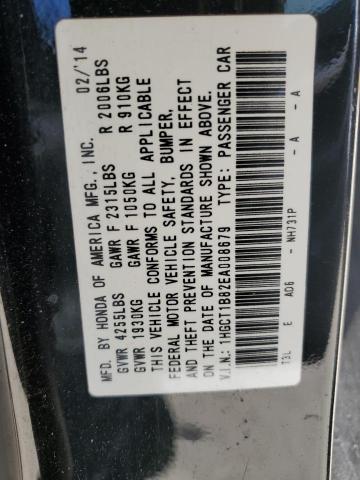 MFD. BY HONDA OF AMERICA MFG., INC. 02/'14
GVWR 4255LBS GAWR F 2315LBS R 2006LBS
GVWR 1930KG GAWR F 1050KG R 910KG
THIS VEHICLE CONFORMS TO ALL APPLICABLE
FEDERAL MOTOR VEHICLE SAFETY, BUMPER,
AND THEFT PREVENTION STANDARDS IN EFFECT
ON THE DATE OF MANUFACTURE SHOWN ABOVE.
V.I.N: 1HGCT1B82EA008679 TYPE: PASSENGER CAR
T3L E AD6 - NH731P - A - A